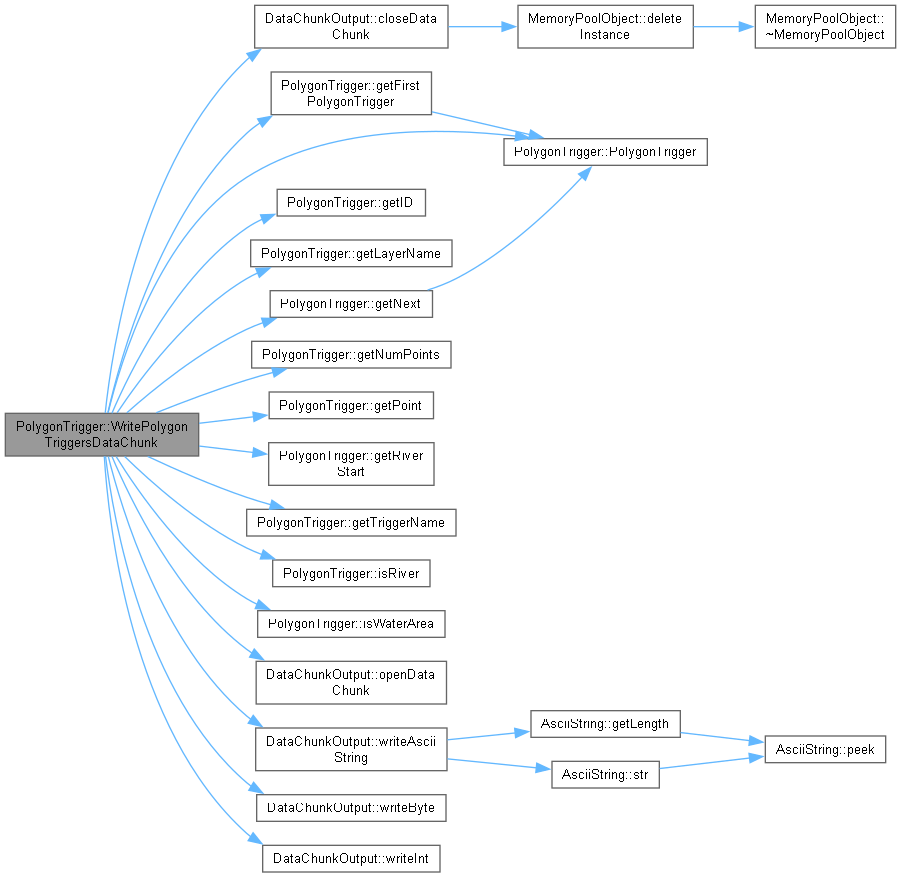 DataChunkOutput::closeData
Chunk
MemoryPoolObject::delete
Instance
MemoryPoolObject::
~MemoryPoolObject
PolygonTrigger::getFirst
PolygonTrigger
PolygonTrigger::PolygonTrigger
PolygonTrigger::getID
PolygonTrigger::getLayerName
PolygonTrigger::getNext
PolygonTrigger::getNumPoints
PolygonTrigger::getPoint
PolygonTrigger::WritePolygon
TriggersDataChunk
PolygonTrigger::getRiver
Start
PolygonTrigger::getTriggerName
PolygonTrigger::isRiver
PolygonTrigger::isWaterArea
DataChunkOutput::openData
Chunk
DataChunkOutput::writeAscii
String
AsciiString::getLength
AsciiString::peek
AsciiString::str
DataChunkOutput::writeByte
DataChunkOutput::writeInt